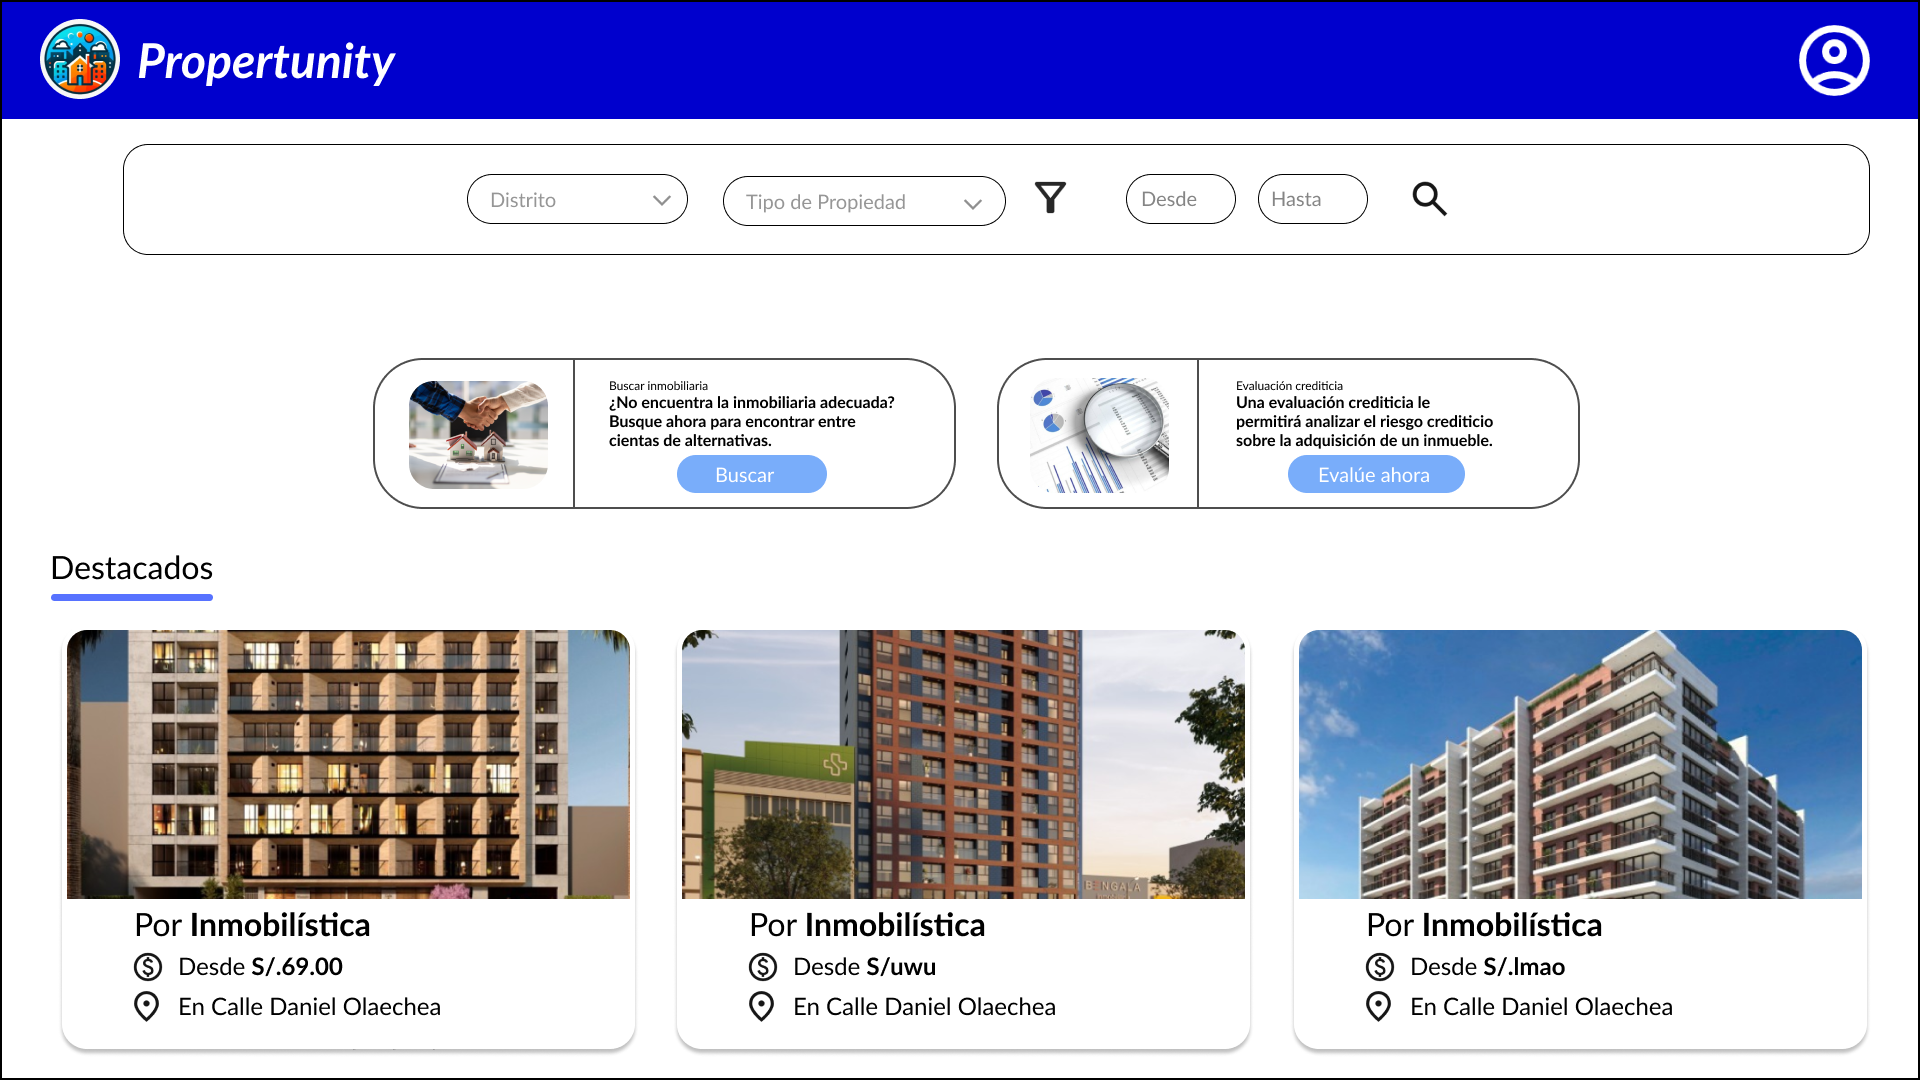 Propertunity
Distrito
Tipo de Propiedad
Desde
Hasta
Buscar inmobiliaria
¿No encuentra la inmobiliaria adecuada?
Busque ahora para encontrar entre
cientas de alternativas.
Buscar
Evaluación crediticia
Una evaluación crediticia le
permitirá analizar el riesgo crediticio
sobre la adquisición de un inmueble.
Evalúe ahora
Destacados
Por Inmobilística
Desde S/.69.00
En Calle Daniel Olaechea
BENGALA
Por Inmobilística
Desde S/uwu
En Calle Daniel Olaechea
Por Inmobilística
Desde S/.lmao
En Calle Daniel Olaechea